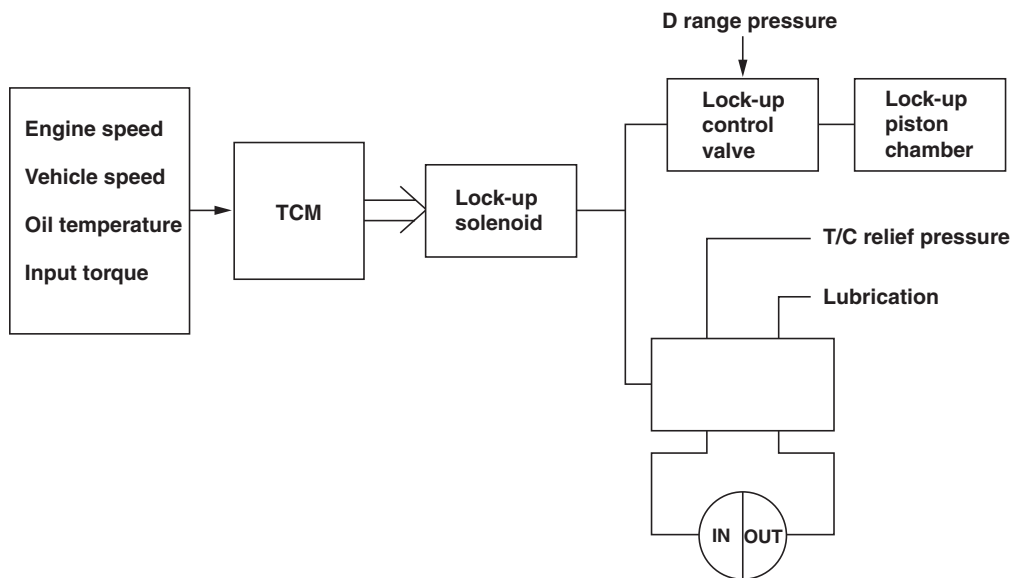 D range pressure
Engine speed
Vehicle speed
Oil temperature
Input torque
TCM
Lock-up
solenoid
Lock-up
control
valve
Lock-up
piston
chamber
T/C relief pressure
Lubrication
IN
OUT